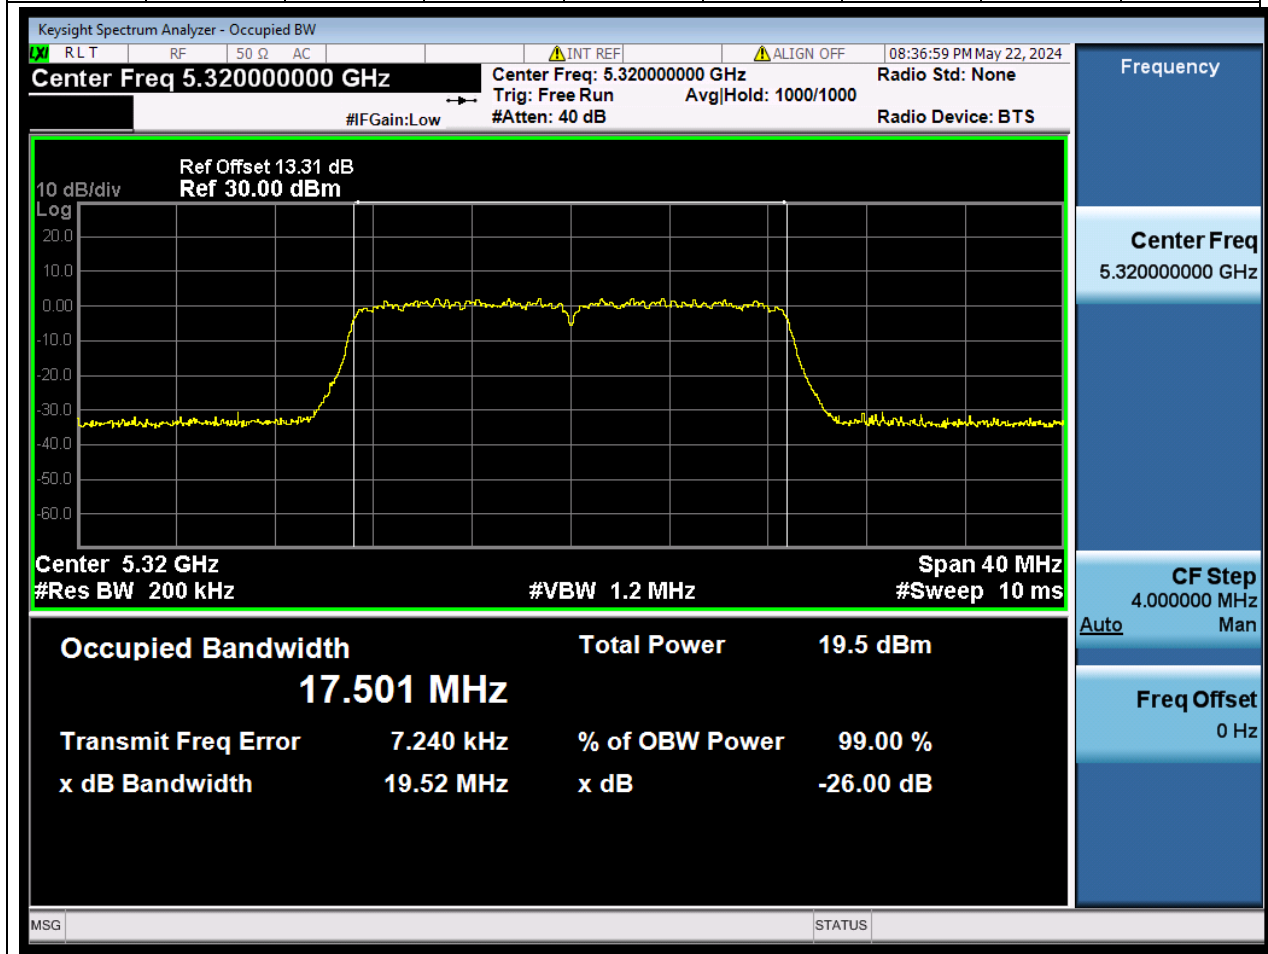 Keysight Spectrum Analyzer - Occupied BW
LXI RLT RF 50 Ω AC INT REF ALIGN OFF 08:36:59 PM May 22, 2024
Center Freq 5.320000000 GHz
Center Freq: 5.320000000 GHz
Radio Std: None
Trig: Free Run Avg|Hold: 1000/1000
#IFGain:Low
#Atten: 40 dB
Radio Device: BTS
Ref Offset 13.31 dB
10 dB/div Ref 30.00 dBm
Log
20.0
10.0
0.00
-10.0
-20.0
-30.0
-40.0
-50.0
-60.0
Center 5.32 GHz Span 40 MHz
#Res BW 200 kHz #VBW 1.2 MHz #Sweep 10 ms
Occupied Bandwidth Total Power 19.5 dBm
17.501 MHz
Transmit Freq Error 7.240 kHz % of OBW Power 99.00 %
x dB Bandwidth 19.52 MHz x dB -26.00 dB
Frequency
Center Freq
5.320000000 GHz
CF Step
4.000000 MHz
Auto Man
Freq Offset
0 Hz
MSG STATUS